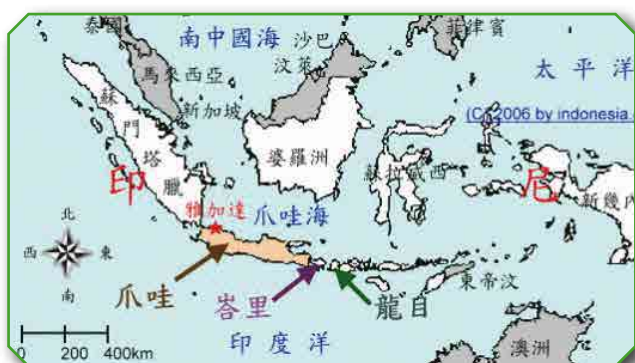 泰國
南中國海
沙巴
汶萊
菲律賓
太平洋
馬來西亞
新加坡
(C) 2006 by indonesia.
蘇門塔臘
婆羅洲
蘇拉威西
新幾內
印
尼
雅加達
爪哇海
北
西
東
南
爪哇
峇里
龍目
東帝汶
印度洋
澳洲
0 200 400km